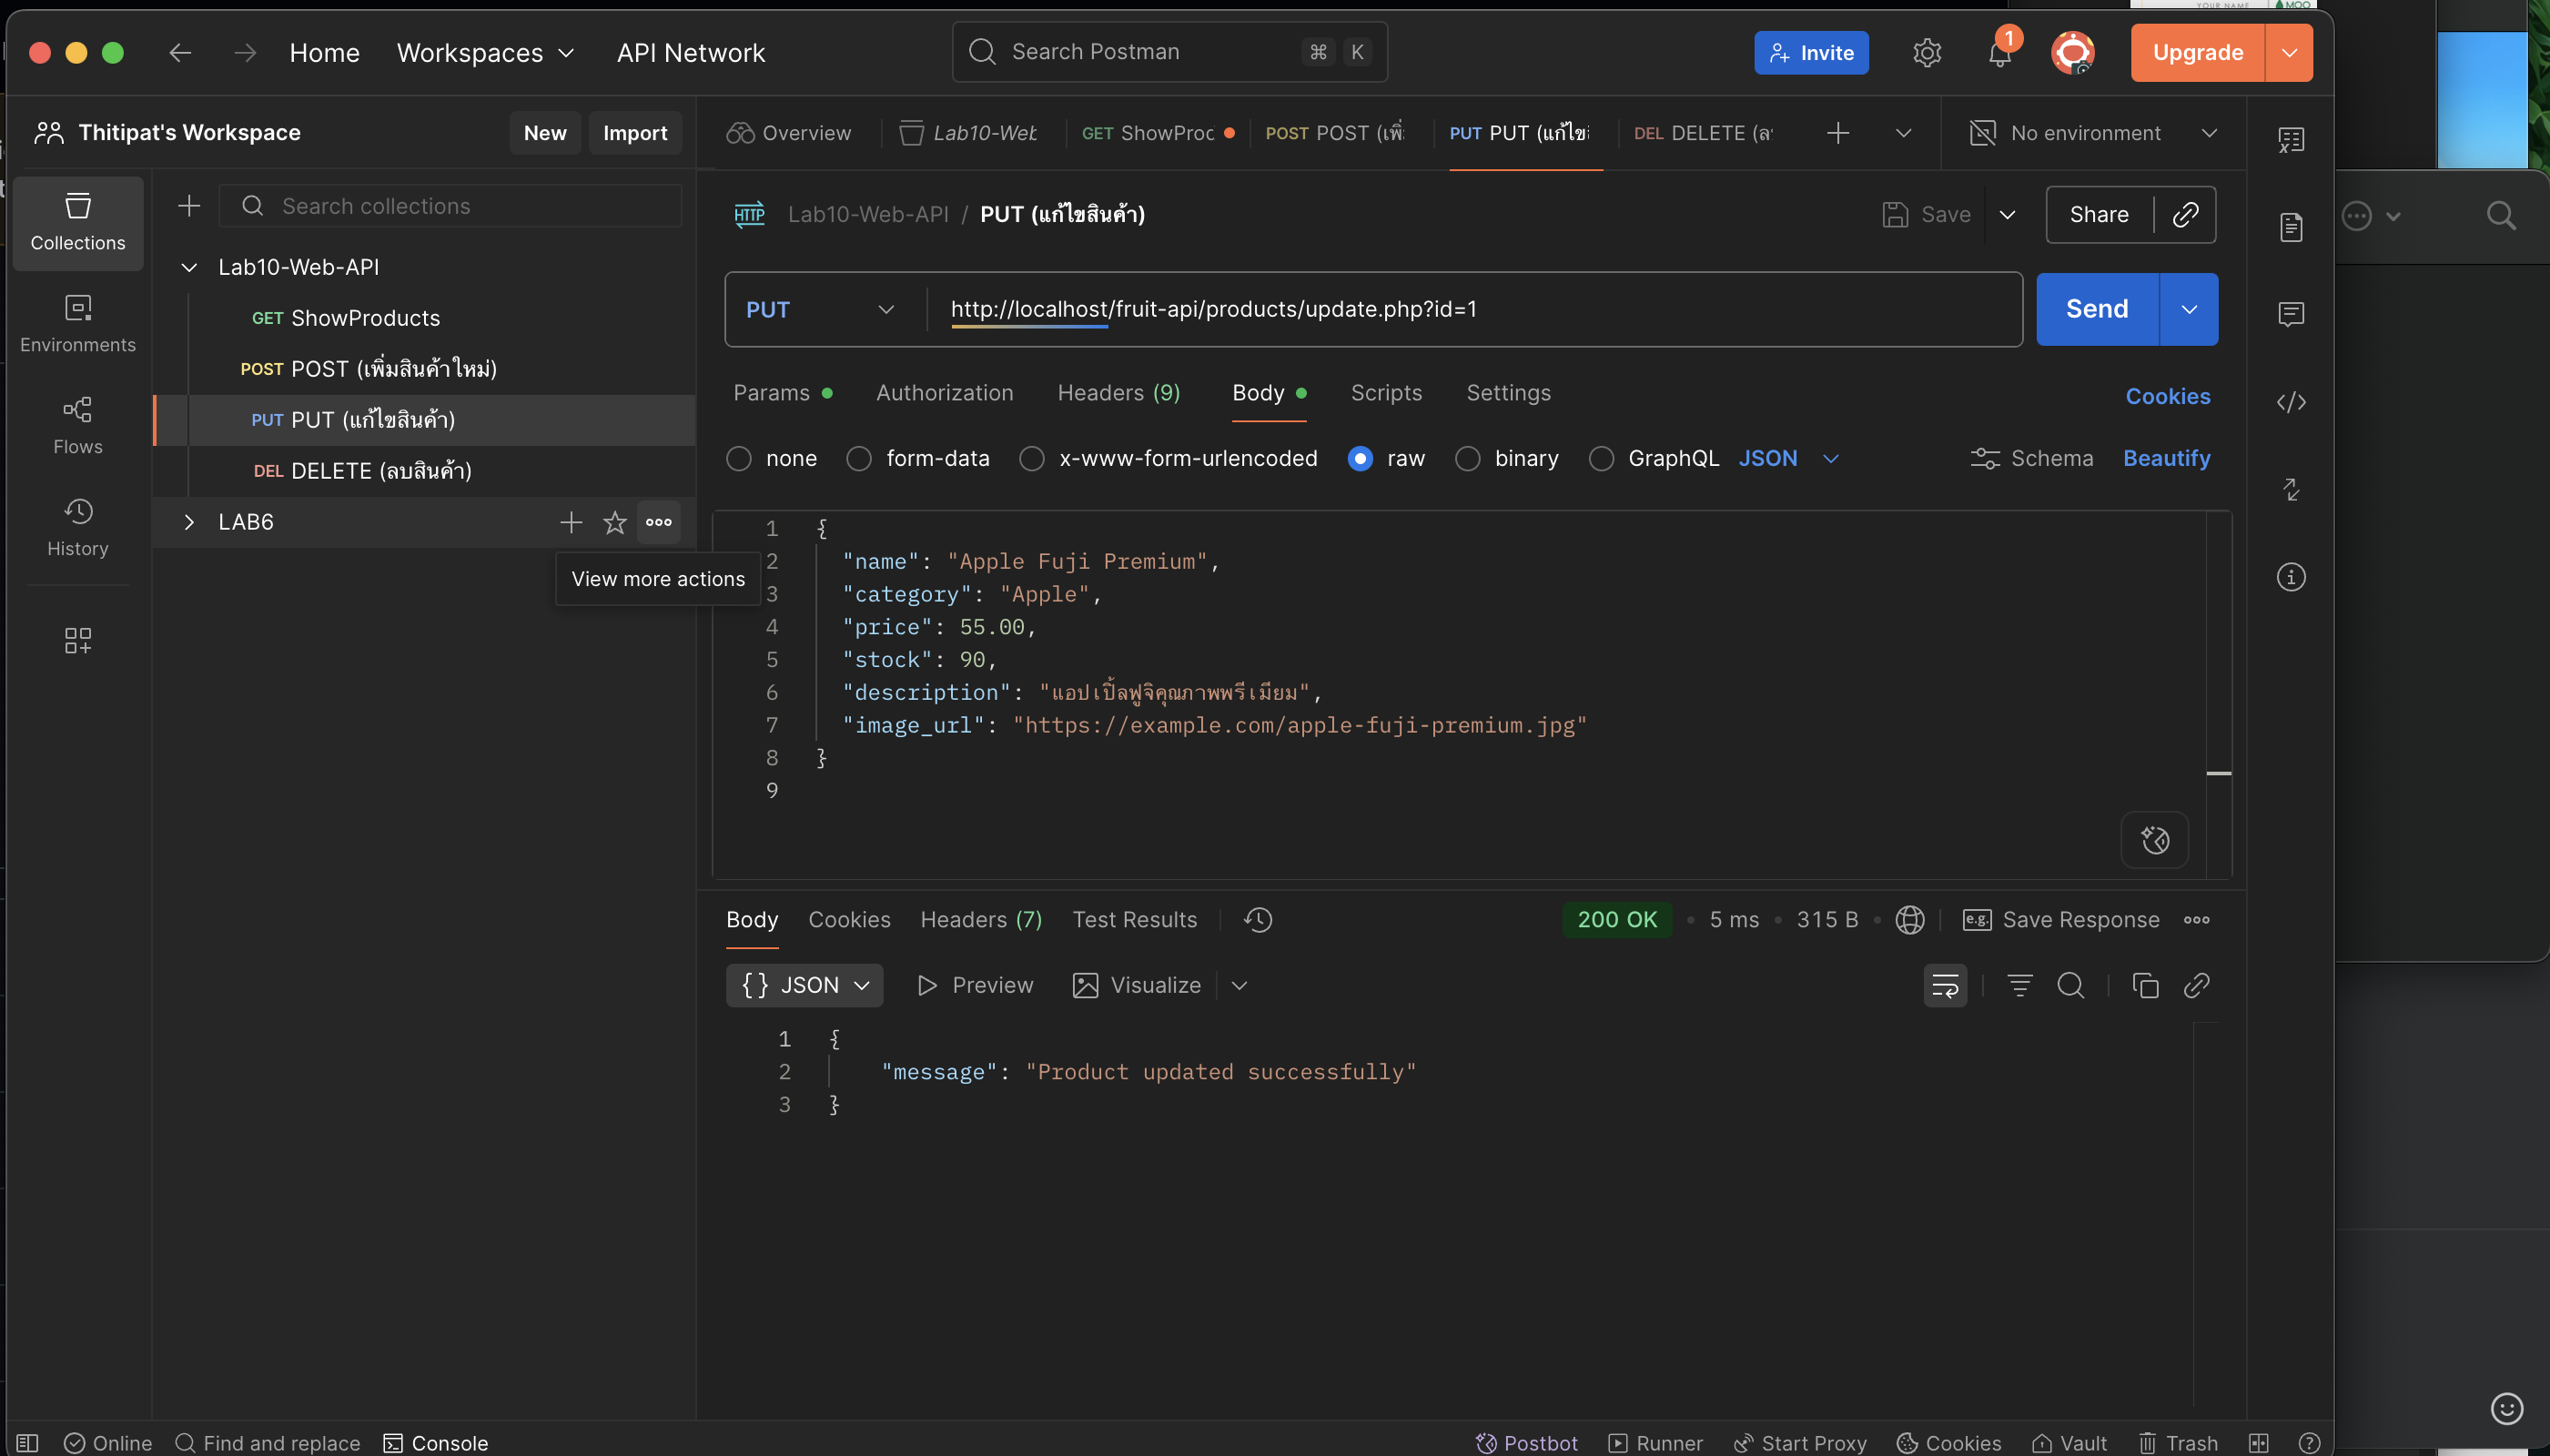 YOUR NAME
MOO
Home
Workspaces
API Network
Search Postman
⌘ K
Invite
1
Upgrade
Thitipat's Workspace
New
Import
Overview
Lab10-Web
GET ShowProc
POST POST (เพิ่
PUT PUT (แก้ไข
DELETE (ล
DEL
No environment
Collections
Environments
Flows
History
Search collections
Lab10-Web-API
GET ShowProducts
POST POST (เพิ่มสินค้าใหม่)
PUT PUT (แก้ไขสินค้า)
DEL DELETE (ลบสินค้า)
LAB6
View more actions
HTTP
Lab10-Web-API / PUT (แก้ไขสินค้า)
Save
Share
PUT
http://localhost/fruit-api/products/update.php?id=1
Send
Params
Authorization
Headers (9)
Body
Scripts
Settings
Cookies
none
form-data
x-www-form-urlencoded
raw
binary
GraphQL
JSON
Schema
Beautify
1 {
2 "name": "Apple Fuji Premium",
3 "category": "Apple",
4 "price": 55.00,
5 "stock": 90,
6 "description": "แอปเปิ้ลฟูจิคุณภาพพรีเมียม",
7 "image_url": "https://example.com/apple-fuji-premium.jpg"
8 }
9
Body
Cookies
Headers (7)
Test Results
200 OK • 5 ms • 315 B
e.g. Save Response
{} JSON
Preview
Visualize
1 {
2 "message": "Product updated successfully"
3 }
Online
Find and replace
Console
Postbot
Runner
Start Proxy
Cookies
Vault
Trash